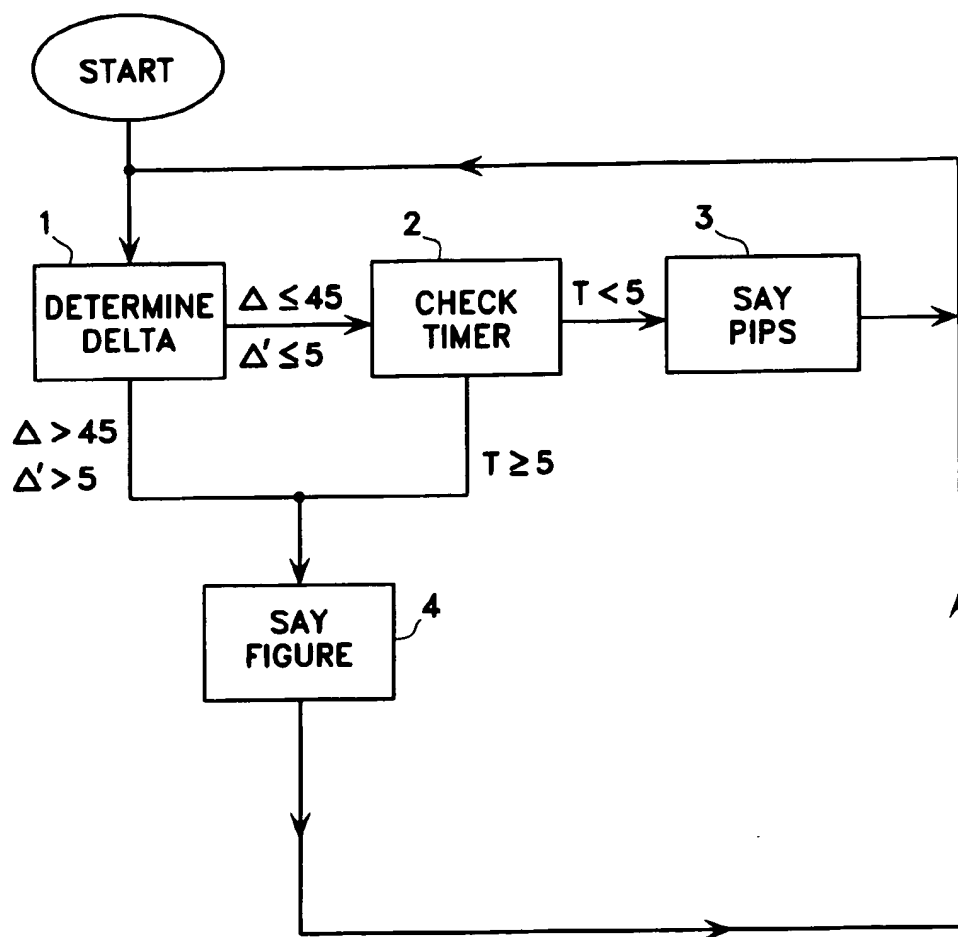 START
1
2
3
DETERMINE
DELTA
Δ ≤ 45
Δ' ≤ 5
CHECK
TIMER
T < 5
SAY
PIPS
Δ > 45
Δ' > 5
T ≥ 5
SAY
FIGURE
4